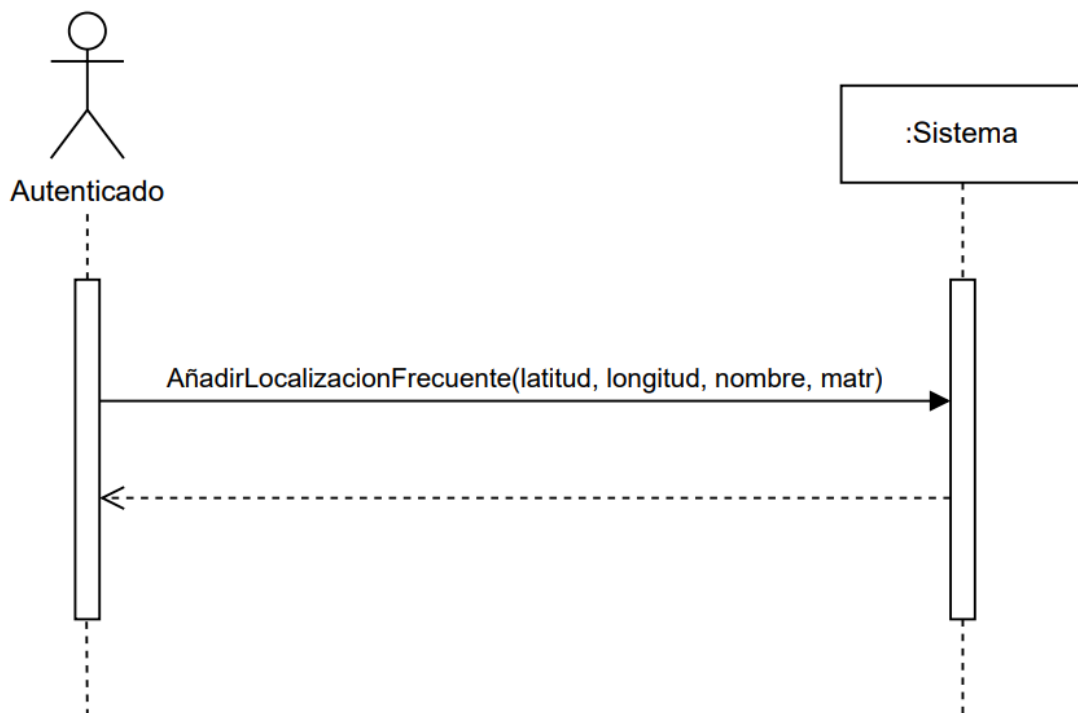 :Sistema
Autenticado
AñadirLocalizacionFrecuente(latitud, longitud, nombre, matr)